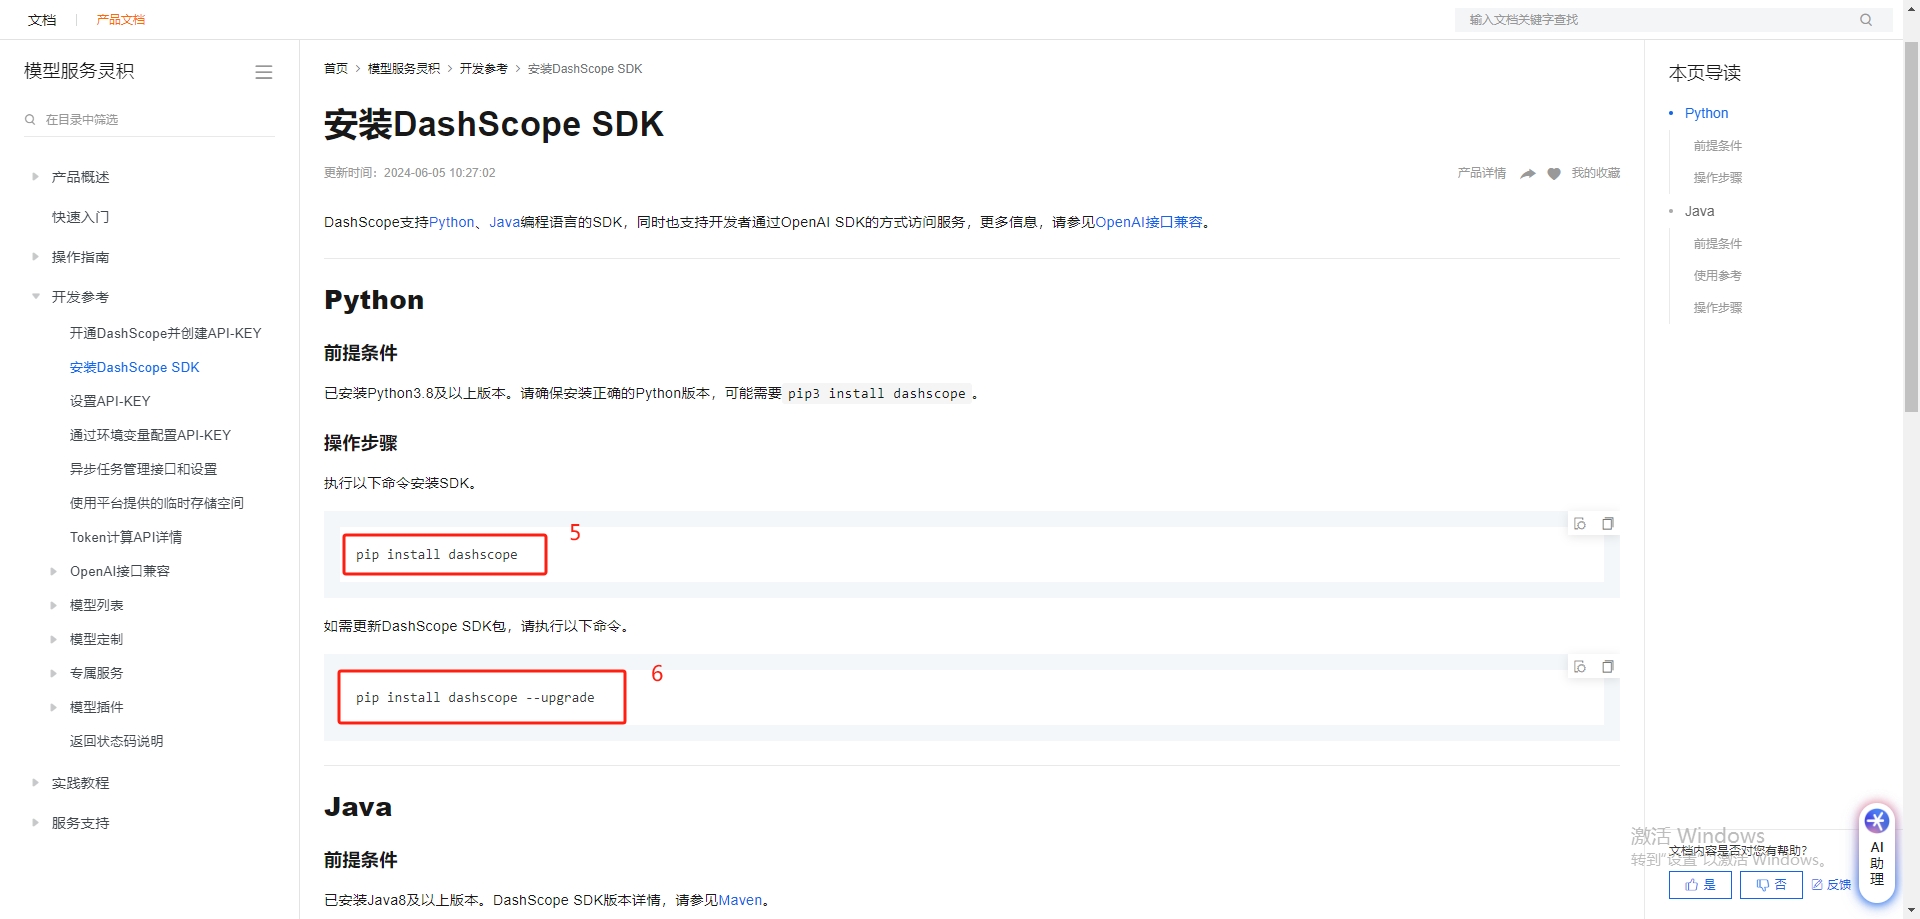 文档
产品文档
输入文档关键字查找
模型服务灵积
在目录中筛选
产品概述
快速入门
操作指南
开发参考
开通DashScope并创建API-KEY
安装DashScope SDK
设置API-KEY
通过环境变量配置API-KEY
异步任务管理接口和设置
使用平台提供的临时存储空间
Token计算API详情
OpenAI接口兼容
模型列表
模型定制
专属服务
模型插件
返回状态码说明
实践教程
服务支持
首页 > 模型服务灵积 > 开发参考 > 安装DashScope SDK
安装DashScope SDK
更新时间：2024-06-05 10:27:02
产品详情
我的收藏
DashScope支持Python、Java编程语言的SDK，同时也支持开发者通过OpenAI SDK的方式访问服务，更多信息，请参见OpenAI接口兼容。
Python
前提条件
已安装Python3.8及以上版本。请确保安装正确的Python版本，可能需要 pip3 install dashscope 。
操作步骤
执行以下命令安装SDK。
pip install dashscope
5
如需更新DashScope SDK包，请执行以下命令。
pip install dashscope --upgrade
6
Java
前提条件
已安装Java8及以上版本。DashScope SDK版本详情，请参见Maven。
本页导读
Python
前提条件
操作步骤
Java
前提条件
使用参考
操作步骤
激活 Windows
转到"设置"以激活 Windows。
文档内容是否对您有帮助？
是
否
反馈
AI
助
理